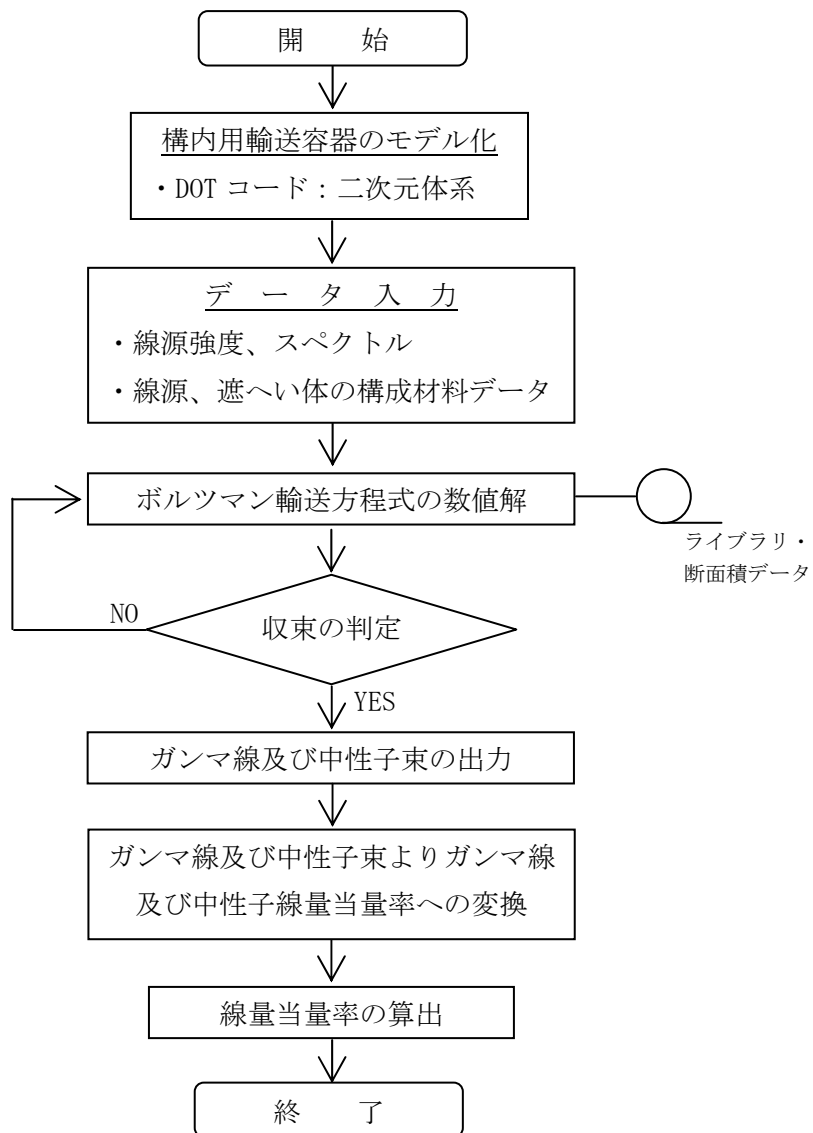 開　　始
構内用輸送容器のモデル化
・DOT コード：二次元体系
デ　ー　タ　入　力
・線源強度、スペクトル
・線源、遮へい体の構成材料データ
ボルツマン輸送方程式の数値解
ライブラリ・
断面積データ
NO
収束の判定
YES
ガンマ線及び中性子束の出力
ガンマ線及び中性子束よりガンマ線
及び中性子線量当量率への変換
線量当量率の算出
終　　了